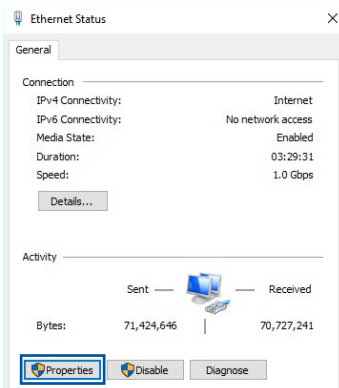 Ethernet Status
General
Connection
IPv4 Connectivity: Internet
IPv6 Connectivity: No network access
Media State: Enabled
Duration: 03:29:31
Speed: 1.0 Gbps
Details...
Activity
Sent Received
Bytes: 71,424,646 70,727,241
Properties Disable Diagnose